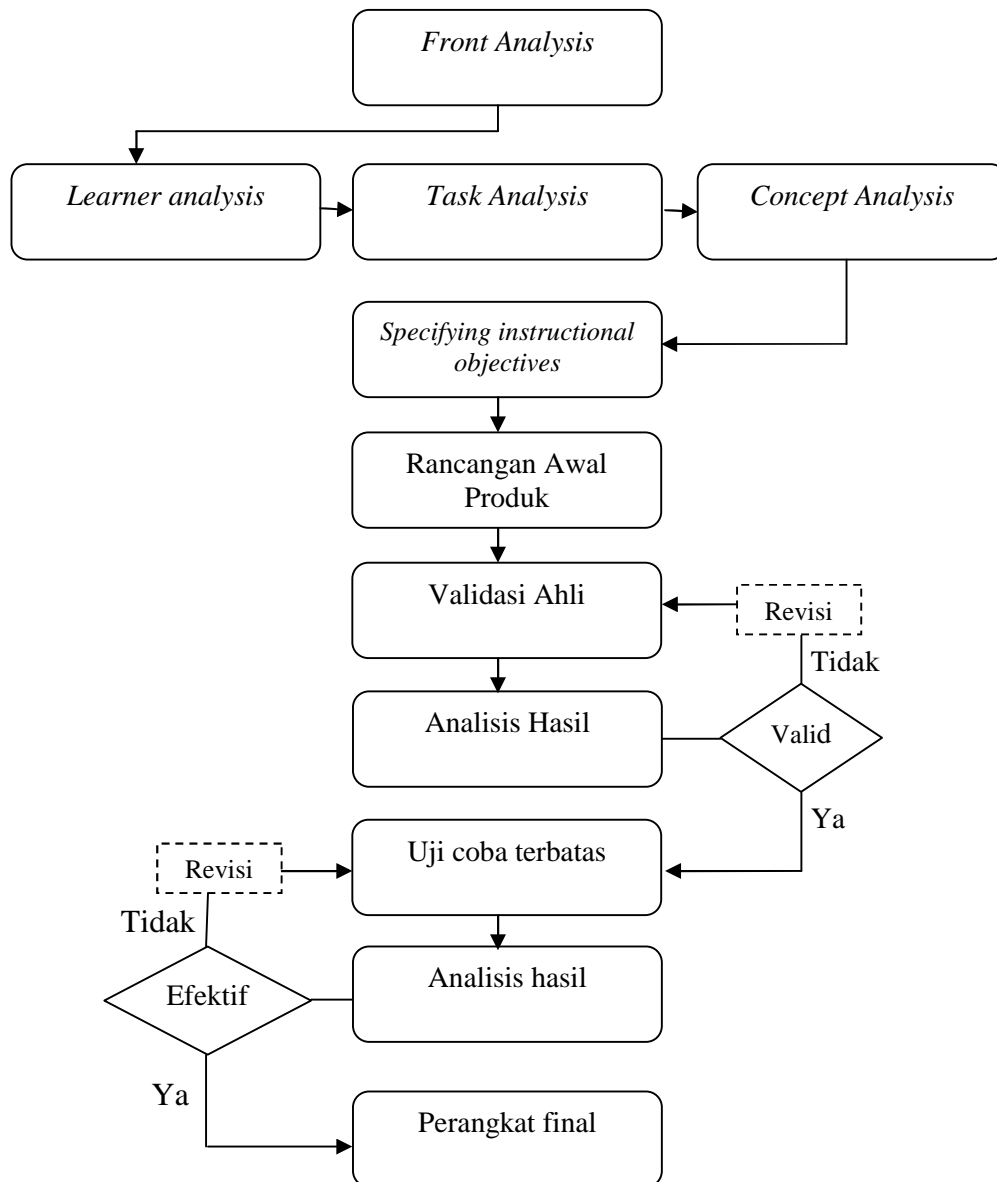 Front Analysis
Learner analysis
Task Analysis
Concept Analysis
Specifying instructional
objectives
Rancangan Awal
Produk
Validasi Ahli
Revisi
Tidak
Analisis Hasil
Valid
Ya
Uji coba terbatas
Revisi
Tidak
Analisis hasil
Efektif
Ya
Perangkat final